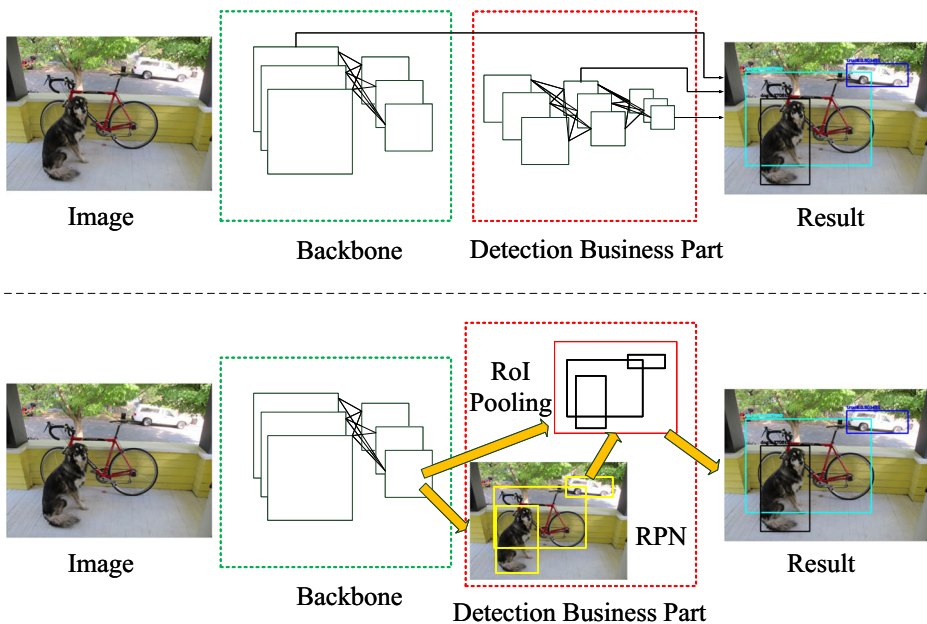 Image
Backbone
Detection Business Part
Result
RoI
Pooling
RPN
Image
Backbone
Detection Business Part
Result